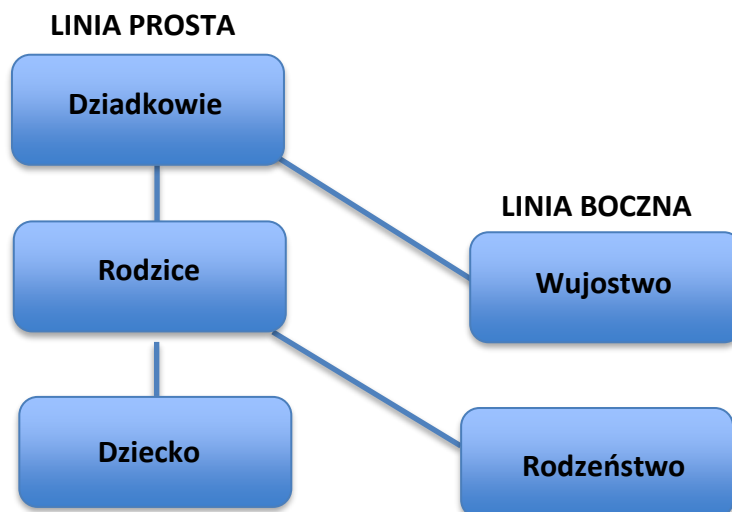 LINIA PROSTA
Dziadkowie
LINIA BOCZNA
Rodzice
Wujostwo
Dziecko
Rodzeństwo